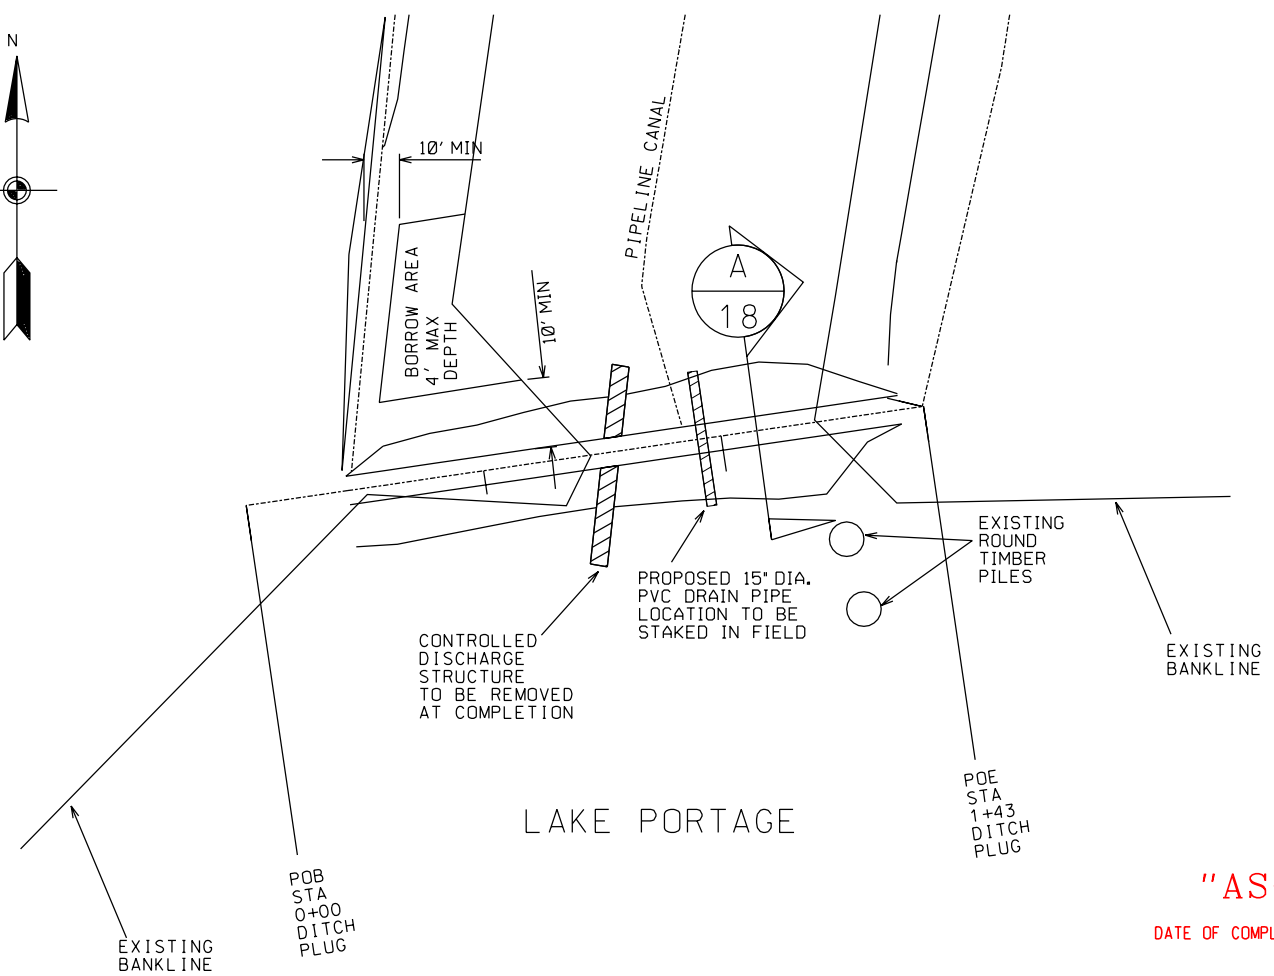 N
10' MIN
PIPELINE CANAL
BORROW AREA
4' MAX
DEPTH
10' MIN
A
18
EXISTING
ROUND
TIMBER
PILES
PROPOSED 15" DIA.
PVC DRAIN PIPE
LOCATION TO BE
STAKED IN FIELD
CONTROLLED
DISCHARGE
STRUCTURE
TO BE REMOVED
AT COMPLETION
EXISTING
BANKLINE
POE
STA
1+43
DITCH
PLUG
LAKE PORTAGE
POB
STA
0+00
DITCH
PLUG
EXISTING
BANKLINE
"AS
DATE OF COMPL